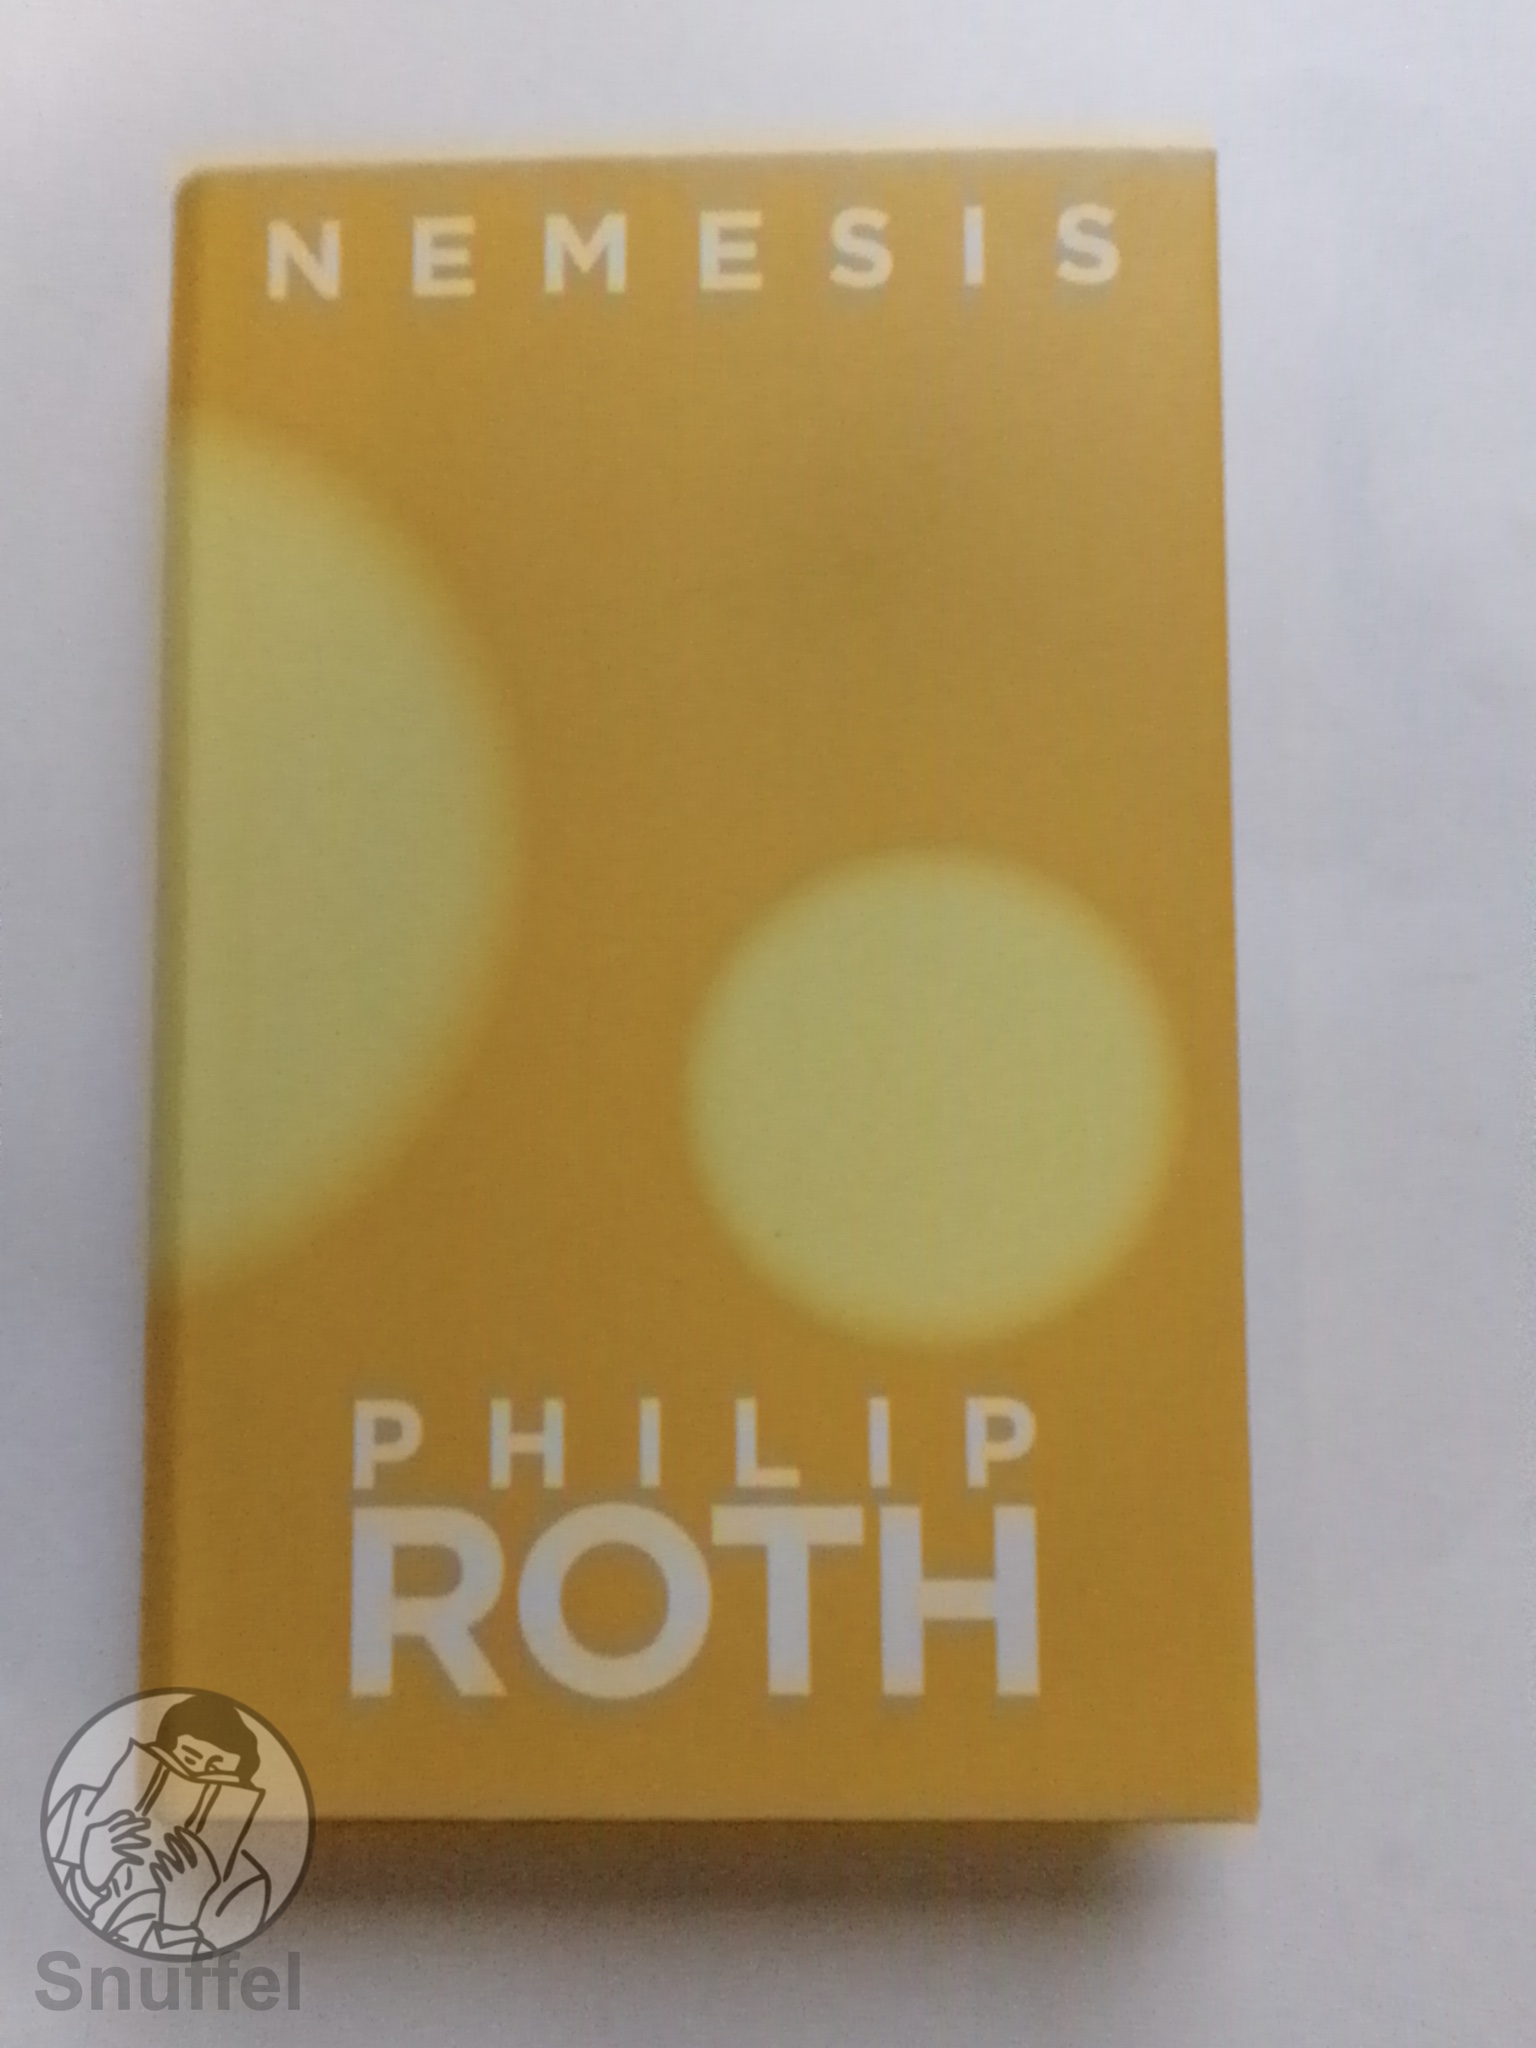 NEMESIS
PHILIP
ROTH
Snuffel